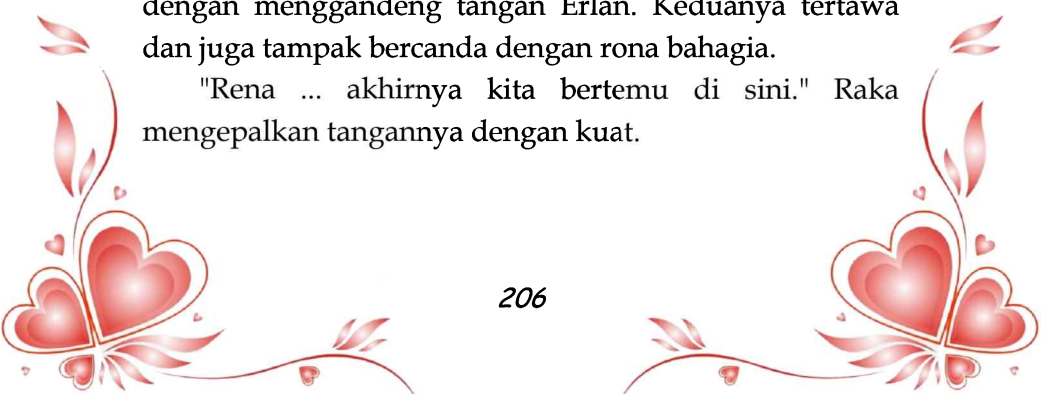 dengan menggandeng tangan Erlan. Keduanya tertawa
dan juga tampak bercanda dengan rona bahagia.
"Rena ... akhirnya kita bertemu di sini." Raka
mengepalkan tangannya dengan kuat.
206